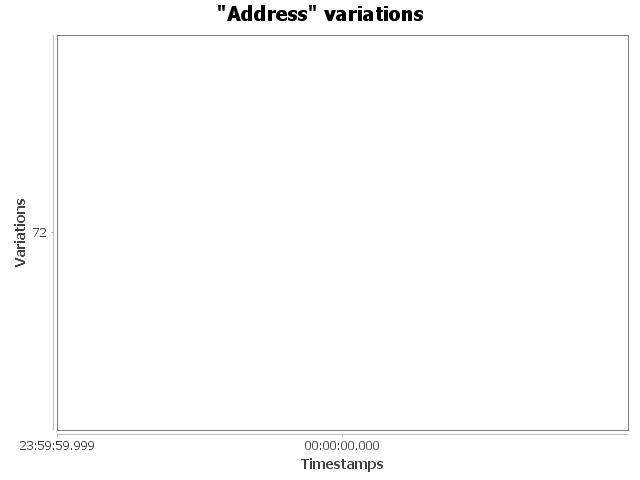 "Address" variations
Variations
72
23:59:59.999
00:00:00.000
Timestamps